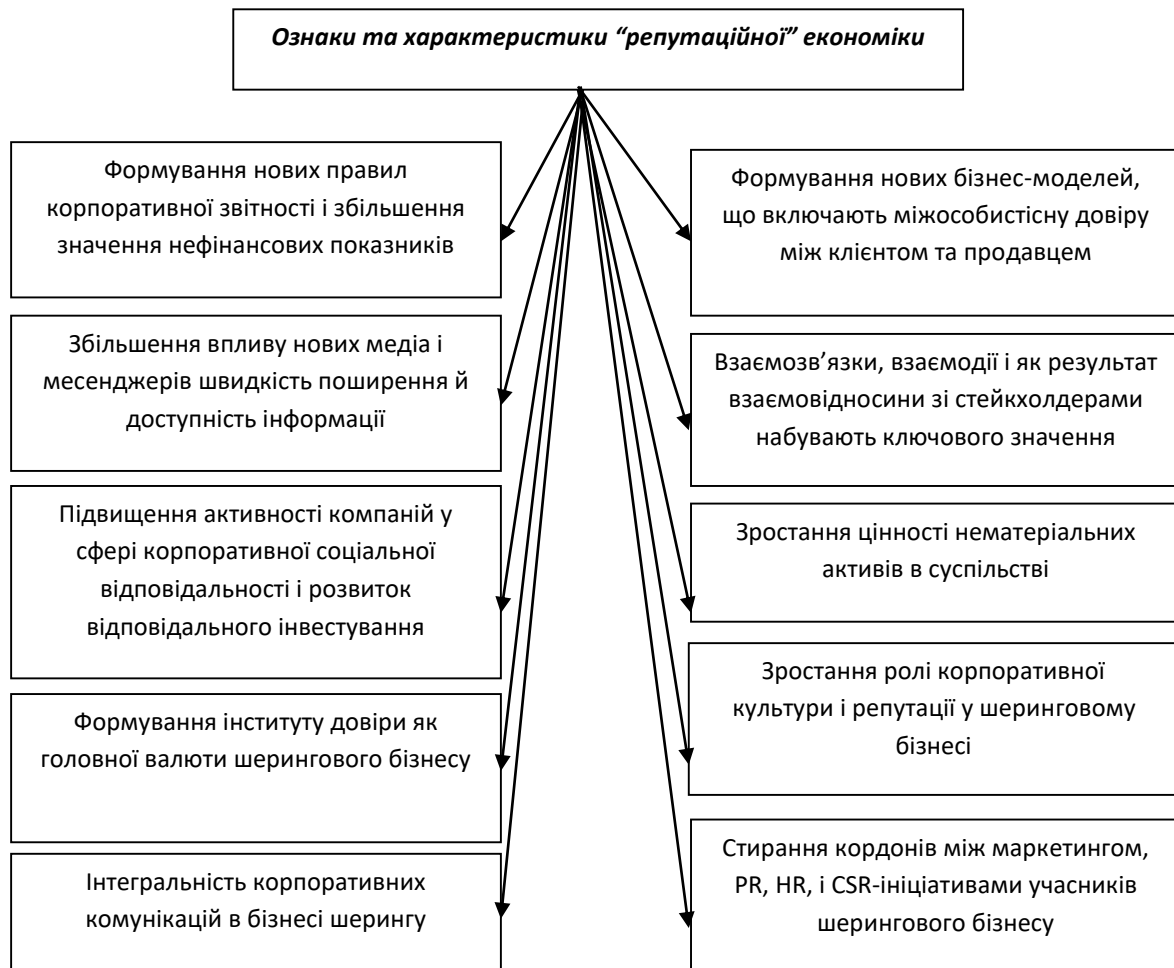 Ознаки та характеристики “репутаційної” економіки
Формування нових правил
корпоративної звітності і збільшення
значення нефінансових показників
Збільшення впливу нових медіа і
месенджерів швидкість поширення й
доступність інформації
Підвищення активності компаній у
сфері корпоративної соціальної
відповідальності і розвиток
відповідального інвестування
Формування інституту довіри як
головної валюти шерингового бізнесу
Інтегральність корпоративних
комунікацій в бізнесі шерингу
Формування нових бізнес-моделей,
що включають міжособистісну довіру
між клієнтом та продавцем
Взаємозв’язки, взаємодії і як результат
взаємовідносини зі стейкхолдерами
набувають ключового значення
Зростання цінності нематеріальних
активів в суспільстві
Зростання ролі корпоративної
культури і репутації у шеринговому
бізнесі
Стирання кордонів між маркетингом,
PR, HR, і CSR-ініціативами учасників
шерингового бізнесу